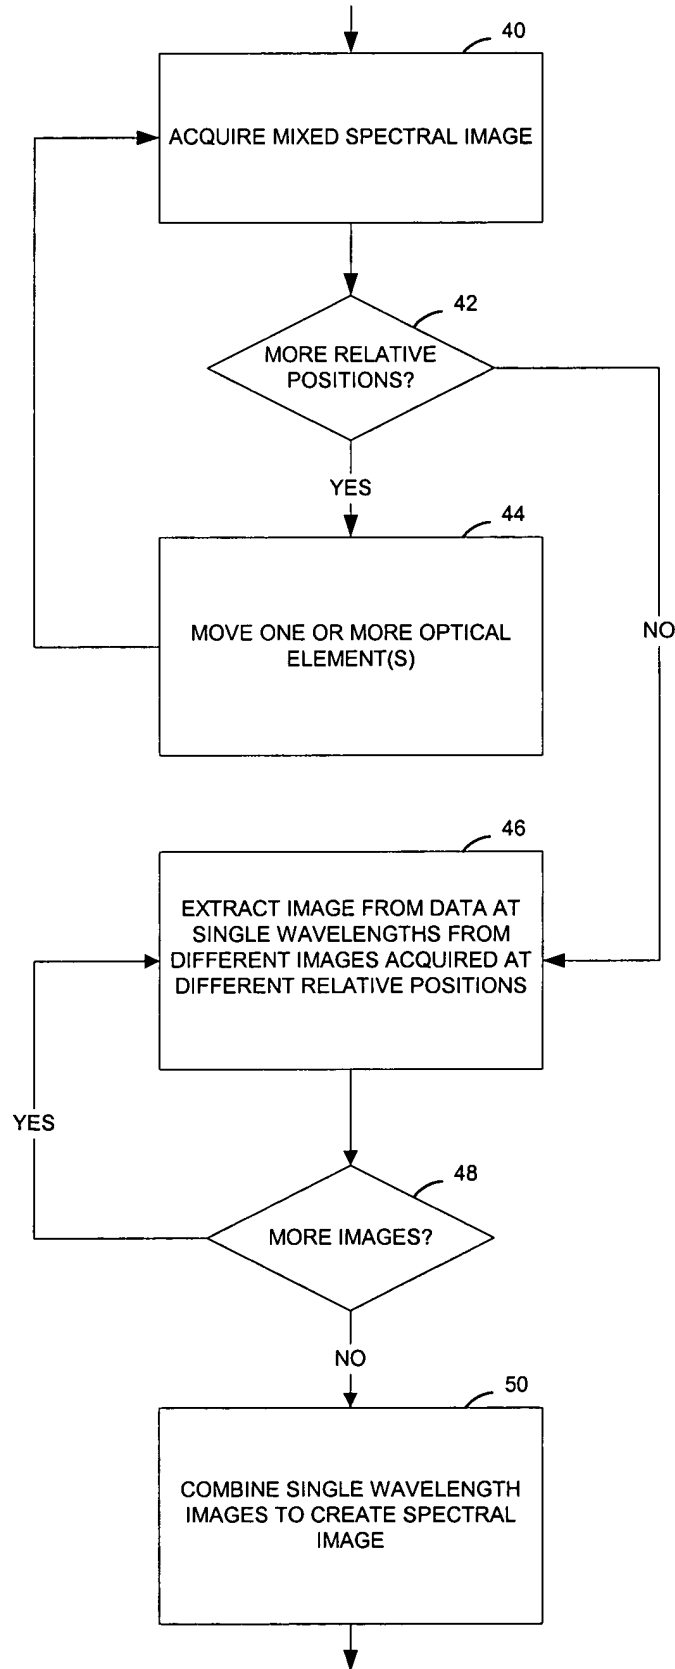 40
ACQUIRE MIXED SPECTRAL IMAGE
42
MORE RELATIVE
POSITIONS?
YES
44
MOVE ONE OR MORE OPTICAL
ELEMENT(S)
NO
46
EXTRACT IMAGE FROM DATA AT
SINGLE WAVELENGTHS FROM
DIFFERENT IMAGES ACQUIRED AT
DIFFERENT RELATIVE POSITIONS
YES
48
MORE IMAGES?
NO
50
COMBINE SINGLE WAVELENGTH
IMAGES TO CREATE SPECTRAL
IMAGE